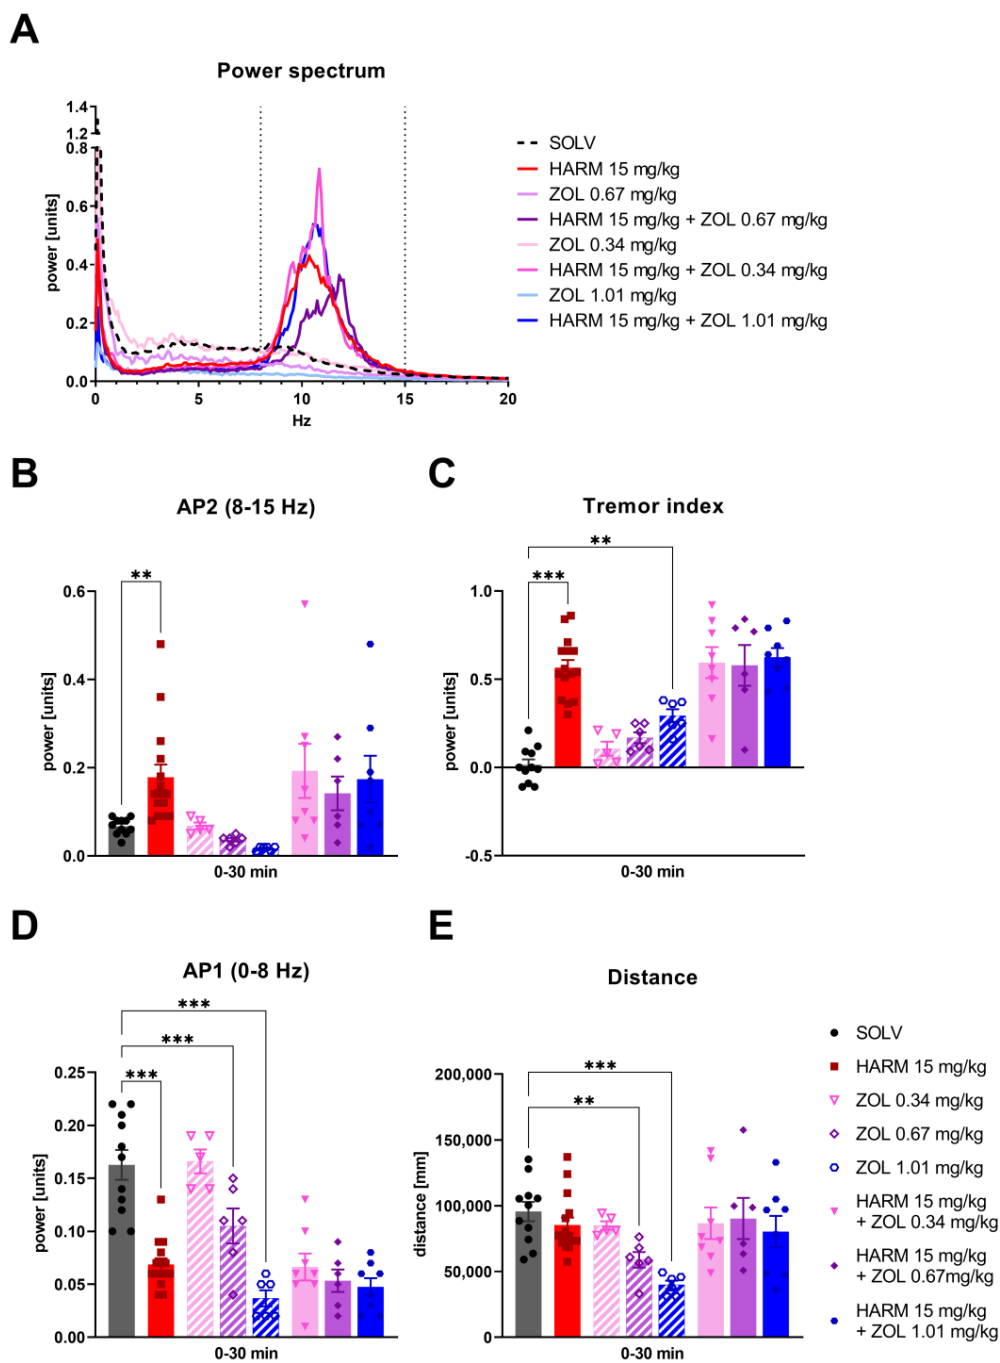 A
Power spectrum
1.4
1.2
0.8
0.6
0.4
0.2
0.0
power [units]
0 5 10 15 20
Hz
SOLV
HARM 15 mg/kg
ZOL 0.67 mg/kg
HARM 15 mg/kg + ZOL 0.67 mg/kg
ZOL 0.34 mg/kg
HARM 15 mg/kg + ZOL 0.34 mg/kg
ZOL 1.01 mg/kg
HARM 15 mg/kg + ZOL 1.01 mg/kg
B
AP2 (8-15 Hz)
**
0.6
0.4
0.2
0.0
power [units]
0-30 min
C
Tremor index
**
***
1.0
0.5
0.0
-0.5
power [units]
0-30 min
D
AP1 (0-8 Hz)
***
***
***
0.25
0.20
0.15
0.10
0.05
0.00
power [units]
0-30 min
E
Distance
***
**
200,000
150,000
100,000
50,000
0
distance [mm]
0-30 min
SOLV
HARM 15 mg/kg
ZOL 0.34 mg/kg
ZOL 0.67 mg/kg
ZOL 1.01 mg/kg
HARM 15 mg/kg
+ ZOL 0.34 mg/kg
HARM 15 mg/kg
+ ZOL 0.67mg/kg
HARM 15 mg/kg
+ ZOL 1.01 mg/kg